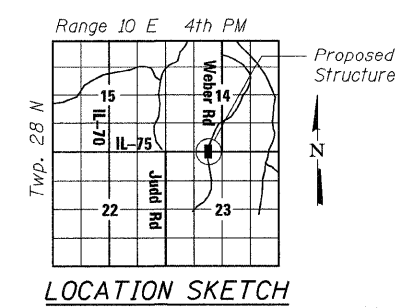 Range 10 E 4th PM
Proposed
Structure
Twp. 28 N
15
14
Weber Rd
IL-70
IL-75
N
Judd Rd
22
23
LOCATION SKETCH